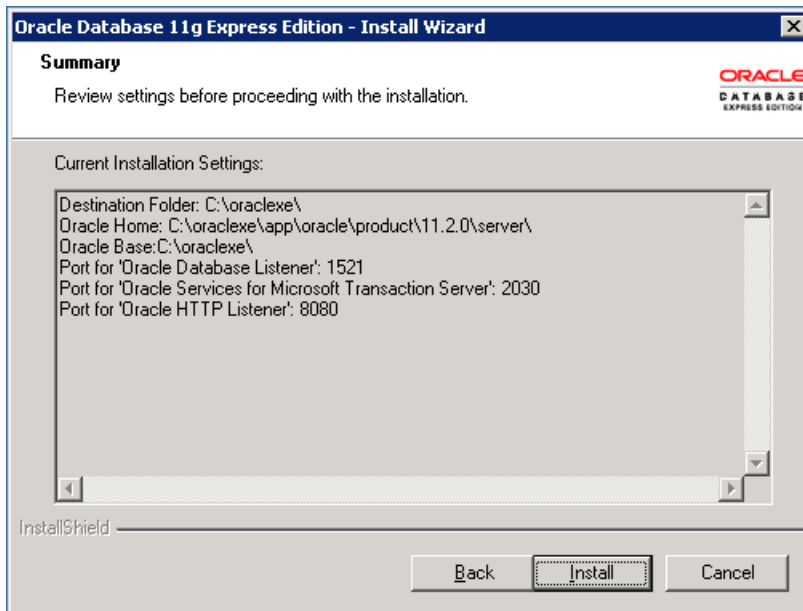 Oracle Database 11g Express Edition - Install Wizard
Summary
Review settings before proceeding with the installation.
ORACLE
DATABASE
EXPRESS EDITION
Current Installation Settings:
Destination Folder: C:\oraclexe\
Oracle Home: C:\oraclexe\app\oracle\product\11.2.0\server\
Oracle Base:C:\oraclexe\
Port for 'Oracle Database Listener': 1521
Port for 'Oracle Services for Microsoft Transaction Server': 2030
Port for 'Oracle HTTP Listener': 8080
InstallShield
Back
Install
Cancel